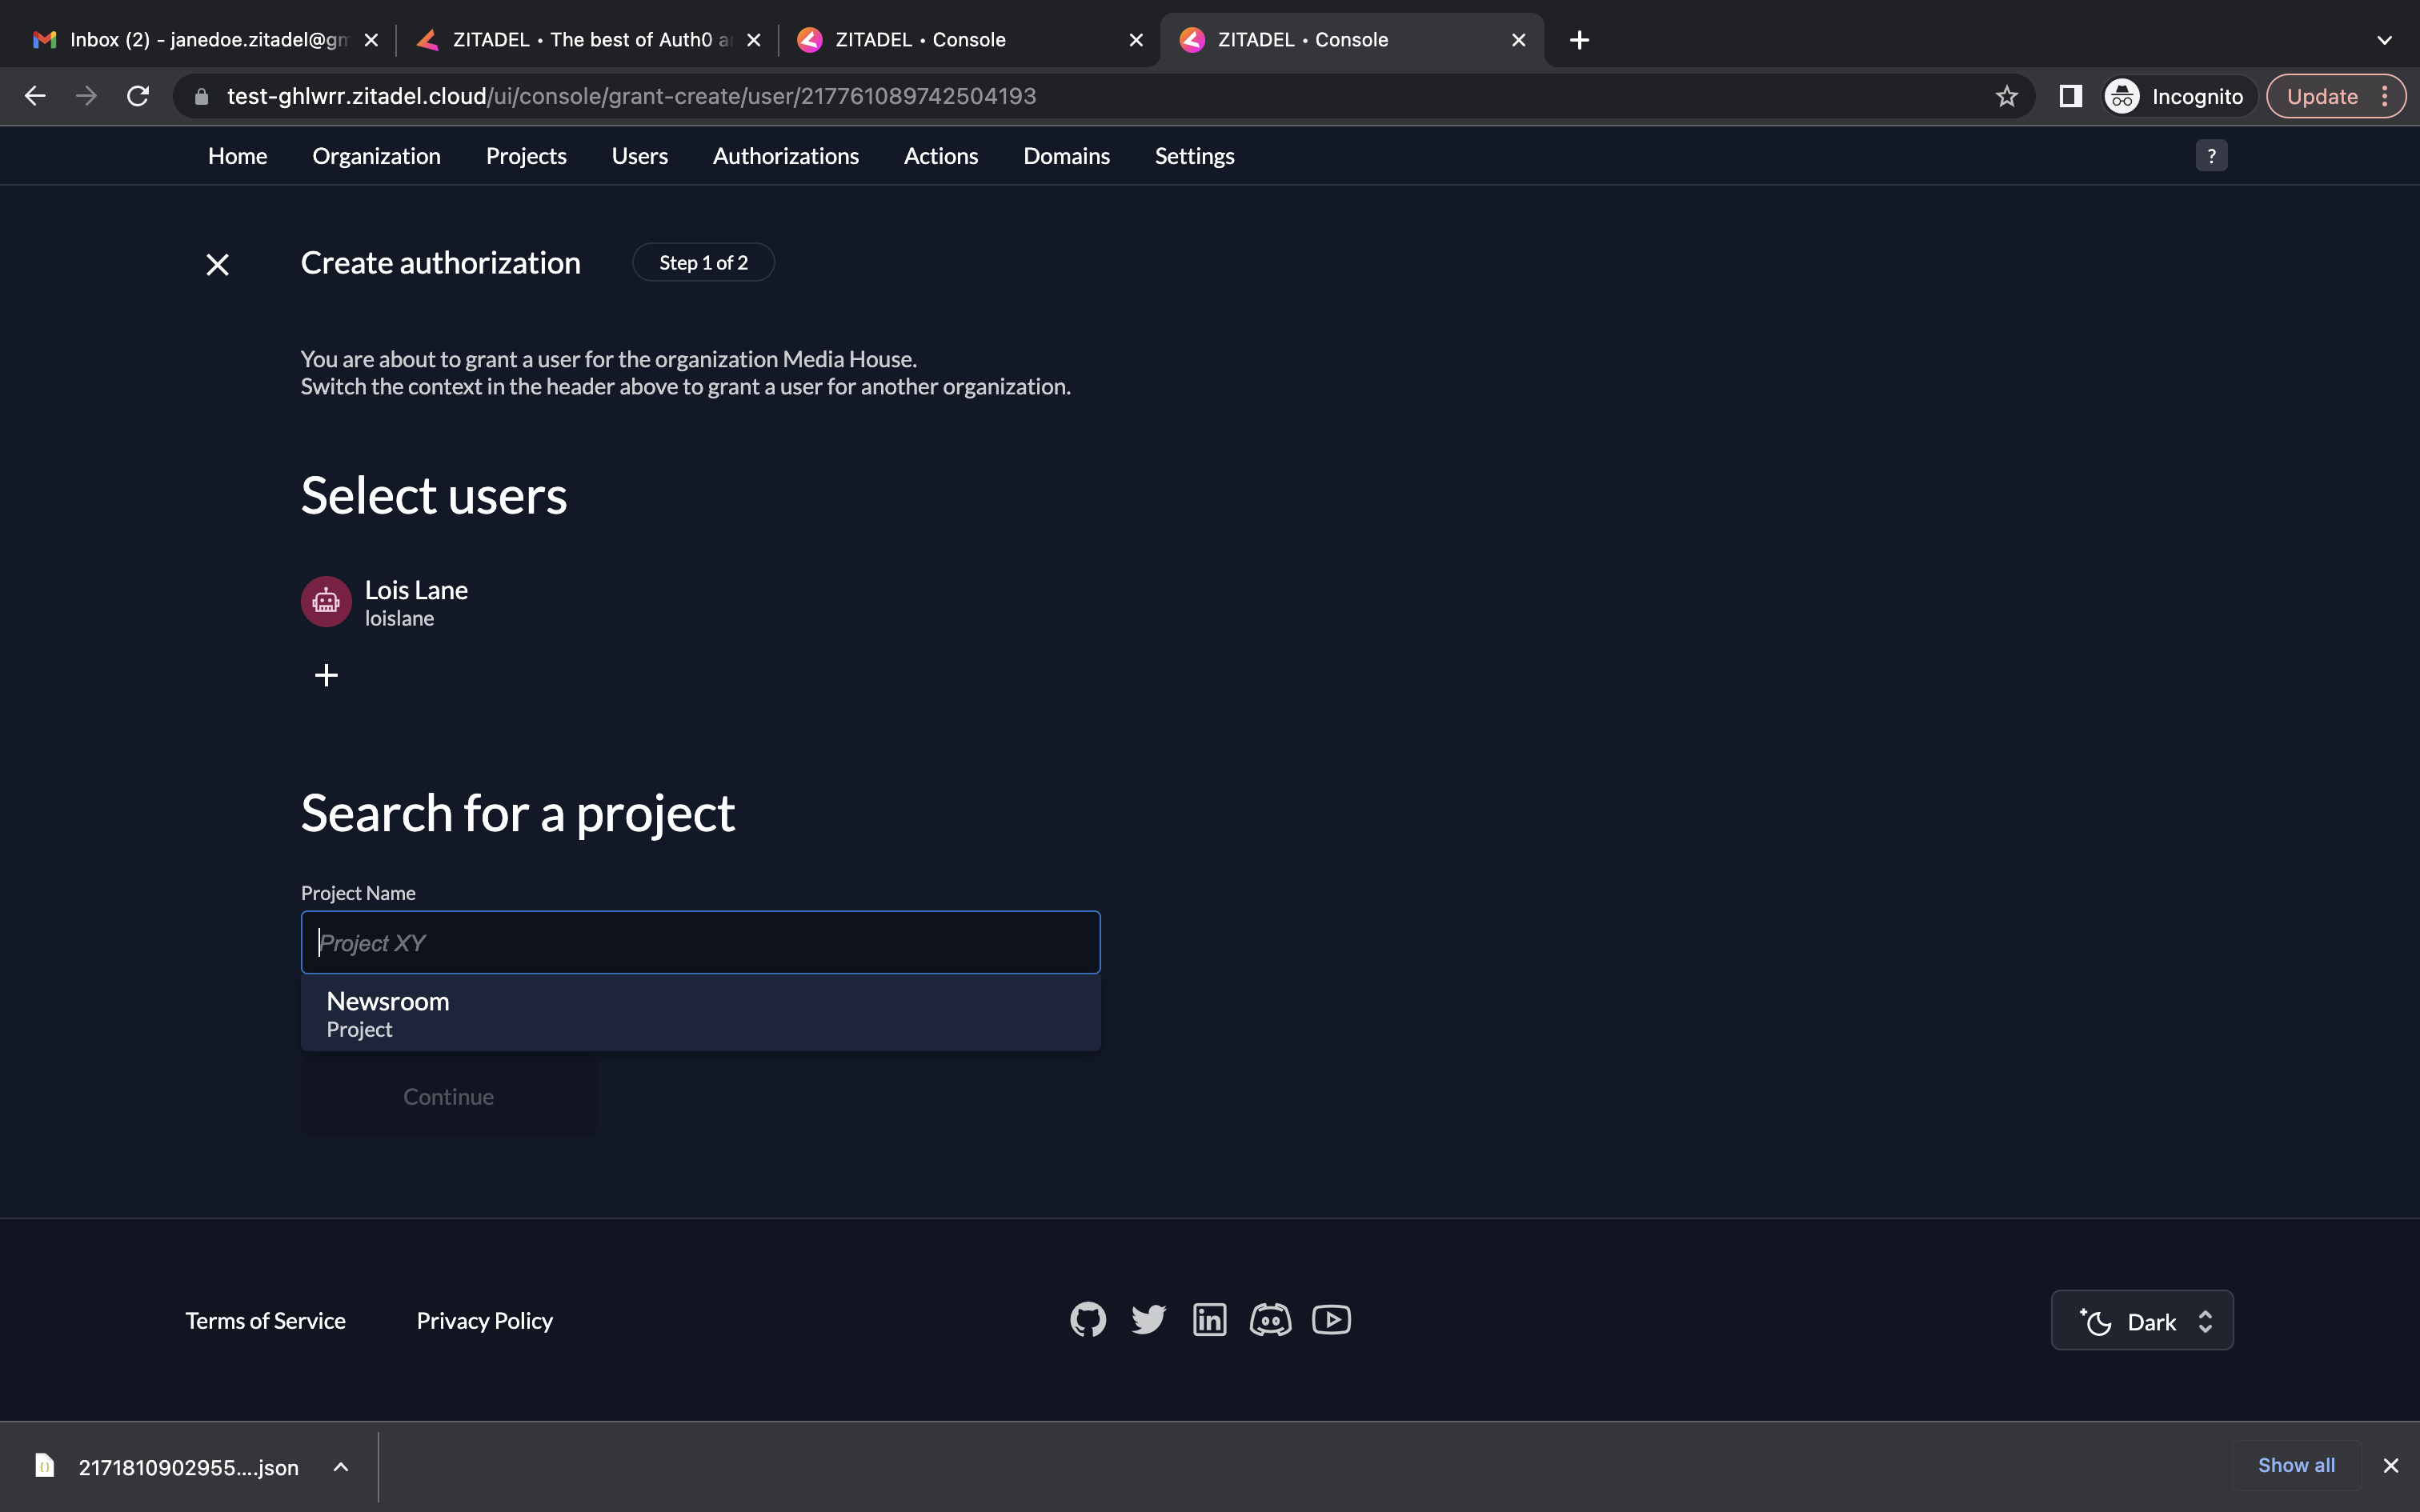 Inbox (2) - janedoe.zitadel@gm
ZITADEL • The best of Auth0 a
ZITADEL • Console
ZITADEL • Console
test-ghlwrr.zitadel.cloud/ui/console/grant-create/user/217761089742504193
Incognito
Update
Home
Organization
Projects
Users
Authorizations
Actions
Domains
Settings
?
Create authorization
Step 1 of 2
You are about to grant a user for the organization Media House.
Switch the context in the header above to grant a user for another organization.
Select users
Lois Lane
loislane
Search for a project
Project Name
Project XY
Newsroom
Project
Continue
Terms of Service
Privacy Policy
Dark
2171810902955....json
Show all